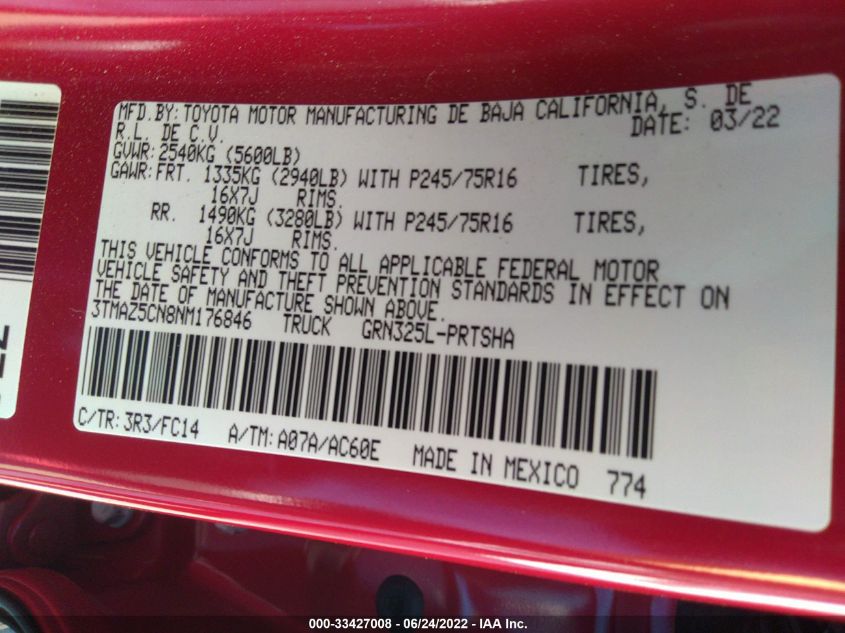 MFD.BY: TOYOTA MOTOR MANUFACTURING DE BAJA CALIFORNIA, S. DE
R.L. DE C.V. DATE: 03/22
GVWR: 2540KG (5600LB)
GAWR: FRT. 1335KG (2940LB) WITH P245/75R16 TIRES,
16X7J RIMS.
RR. 1490KG (3280LB) WITH P245/75R16 TIRES,
16X7J RIMS.
THIS VEHICLE CONFORMS TO ALL APPLICABLE FEDERAL MOTOR
VEHICLE SAFETY AND THEFT PREVENTION STANDARDS IN EFFECT ON
THE DATE OF MANUFACTURE SHOWN ABOVE.
3TMAZ5CN8NM176846 TRUCK GRN325L-PRTSHA
C/TR: 3R3/FC14 A/TM: A07A/AC60E MADE IN MEXICO 774
000-33427008 - 06/24/2022 - IAA Inc.